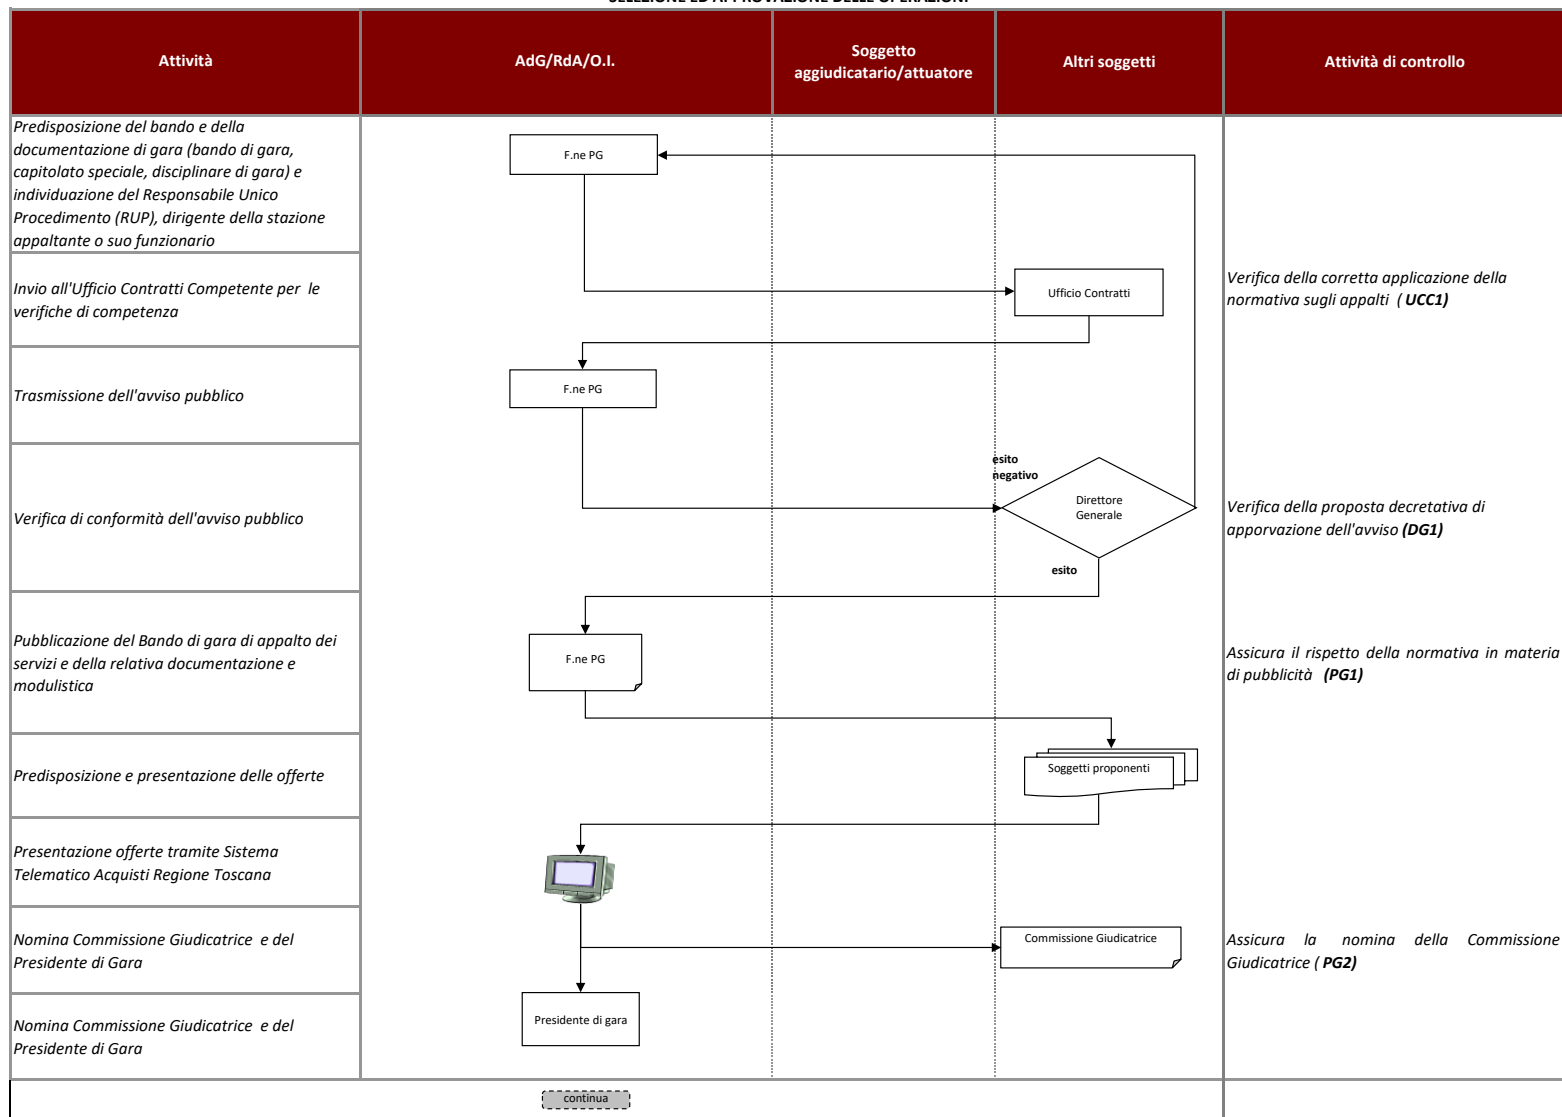 SELEZIONE ED APPROVAZIONE DELLE OPERAZIONI
Attività
AdG/RdA/O.I.
Soggetto
aggiudicatario/attuatore
Altri soggetti
Attività di controllo
Predisposizione del bando e della
documentazione di gara (bando di gara,
capitolato speciale, disciplinare di gara) e
individuazione del Responsabile Unico
Procedimento (RUP), dirigente della stazione
appaltante o suo funzionario
F.ne PG
Invio all'Ufficio Contratti Competente per le
verifiche di competenza
Ufficio Contratti
Verifica della corretta applicazione della
normativa sugli appalti ( UCC1)
Trasmissione dell'avviso pubblico
F.ne PG
Verifica di conformità dell'avviso pubblico
esito
negativo
Direttore
Generale
esito
Verifica della proposta decretativa di
apporvazione dell'avviso (DG1)
Pubblicazione del Bando di gara di appalto dei
servizi e della relativa documentazione e
modulistica
F.ne PG
Assicura il rispetto della normativa in materia
di pubblicità (PG1)
Predisposizione e presentazione delle offerte
Soggetti proponenti
Presentazione offerte tramite Sistema
Telematico Acquisti Regione Toscana
Nomina Commissione Giudicatrice e del
Presidente di Gara
Commissione Giudicatrice
Assicura la nomina della Commissione
Giudicatrice ( PG2)
Nomina Commissione Giudicatrice e del
Presidente di Gara
Presidente di gara
continua